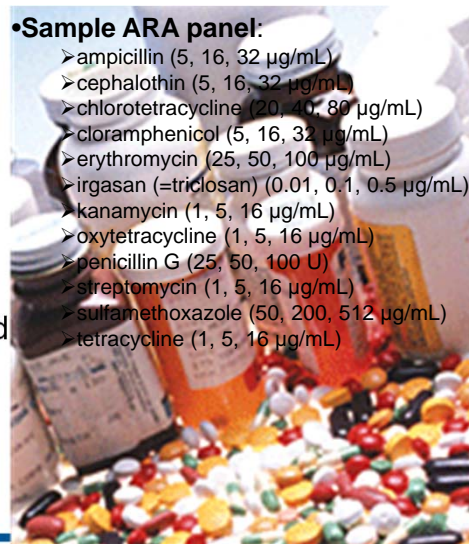 •Sample ARA panel:
➢ampicillin (5, 16, 32 µg/mL)
➢cephalothin (5, 16, 32 µg/mL)
➢chlorotetracycline (20, 40, 80 µg/mL)
➢cloramphenicol (5, 16, 32 µg/mL)
➢erythromycin (25, 50, 100 µg/mL)
➢irgasan (=triclosan) (0.01, 0.1, 0.5 µg/mL)
➢kanamycin (1, 5, 16 µg/mL)
➢oxytetracycline (1, 5, 16 µg/mL)
➢penicillin G (25, 50, 100 U)
➢streptomycin (1, 5, 16 µg/mL)
➢sulfamethoxazole (50, 200, 512 µg/mL)
➢tetracycline (1, 5, 16 µg/mL)